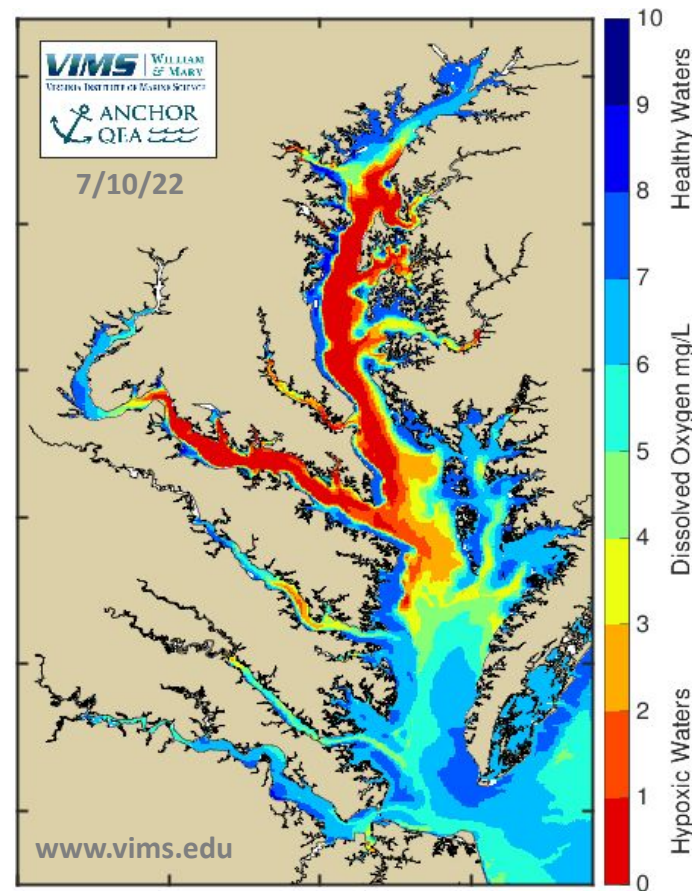 VIMS | WILLIAM
& MARY
VIRGINIA INSTITUTE OF MARINE SCIENCE
ANCHOR
QEA
7/10/22
www.vims.edu
10
9
8
7
6
5
4
3
2
1
0
Healthy Waters
Dissolved Oxygen mg/L
Hypoxic Waters